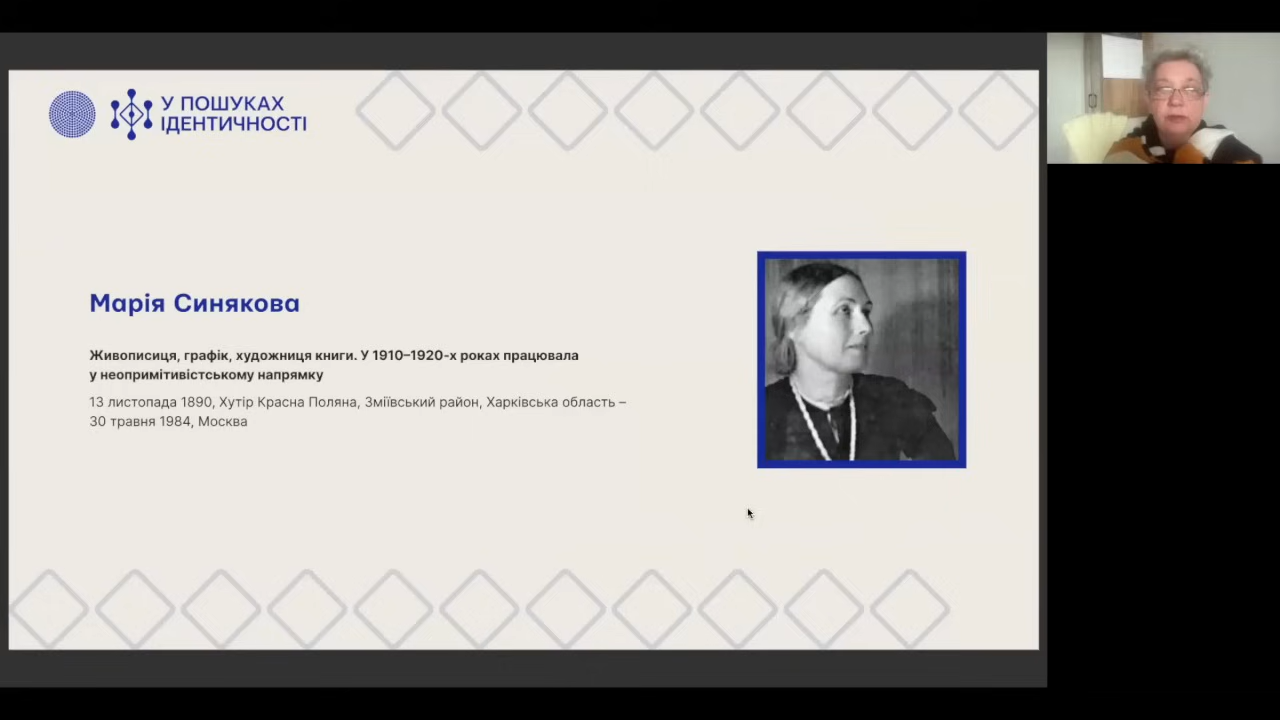 У ПОШУКАХ
ІДЕНТИЧНОСТІ
Марія Синякова
Живописиця, графік, художниця книги. У 1910–1920-х роках працювала
у неопримітивістському напрямку
13 листопада 1890, Хутір Красна Поляна, Зміївський район, Харківська область –
30 травня 1984, Москва